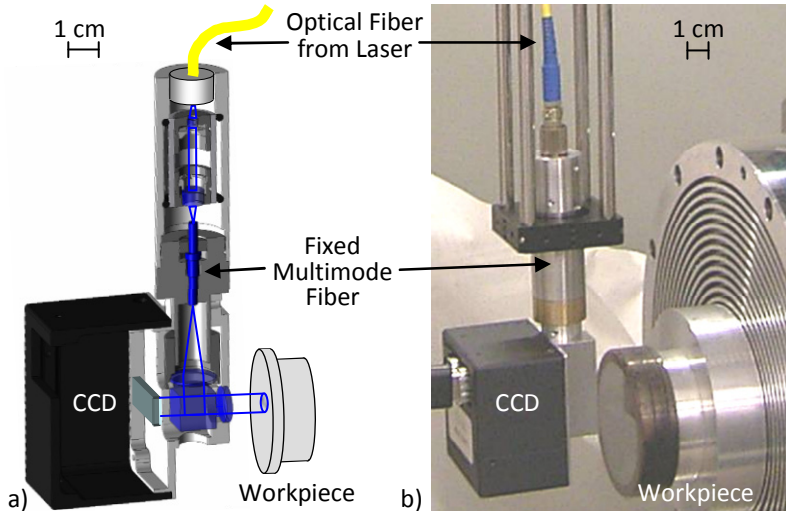 1 cm
Optical Fiber
from Laser
1 cm
Fixed
Multimode
Fiber
CCD
CCD
Workpiece
Workpiece
a)
b)